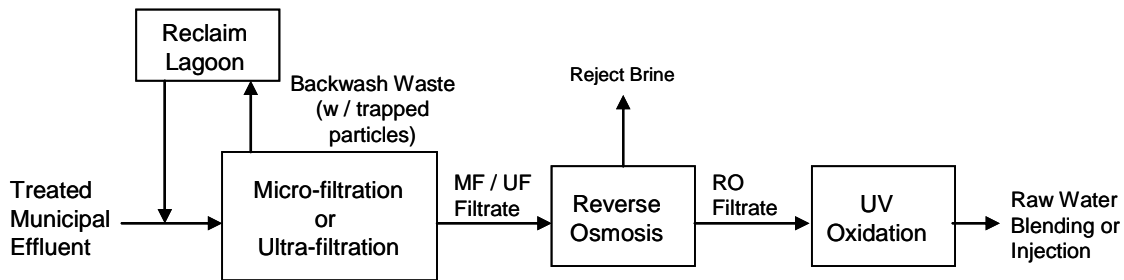 Reclaim
Lagoon
Backwash Waste
(w / trapped
particles)
Reject Brine
Treated
Municipal
Effluent
Micro-filtration
or
Ultra-filtration
MF / UF
Filtrate
Reverse
Osmosis
RO
Filtrate
UV
Oxidation
Raw Water
Blending or
Injection